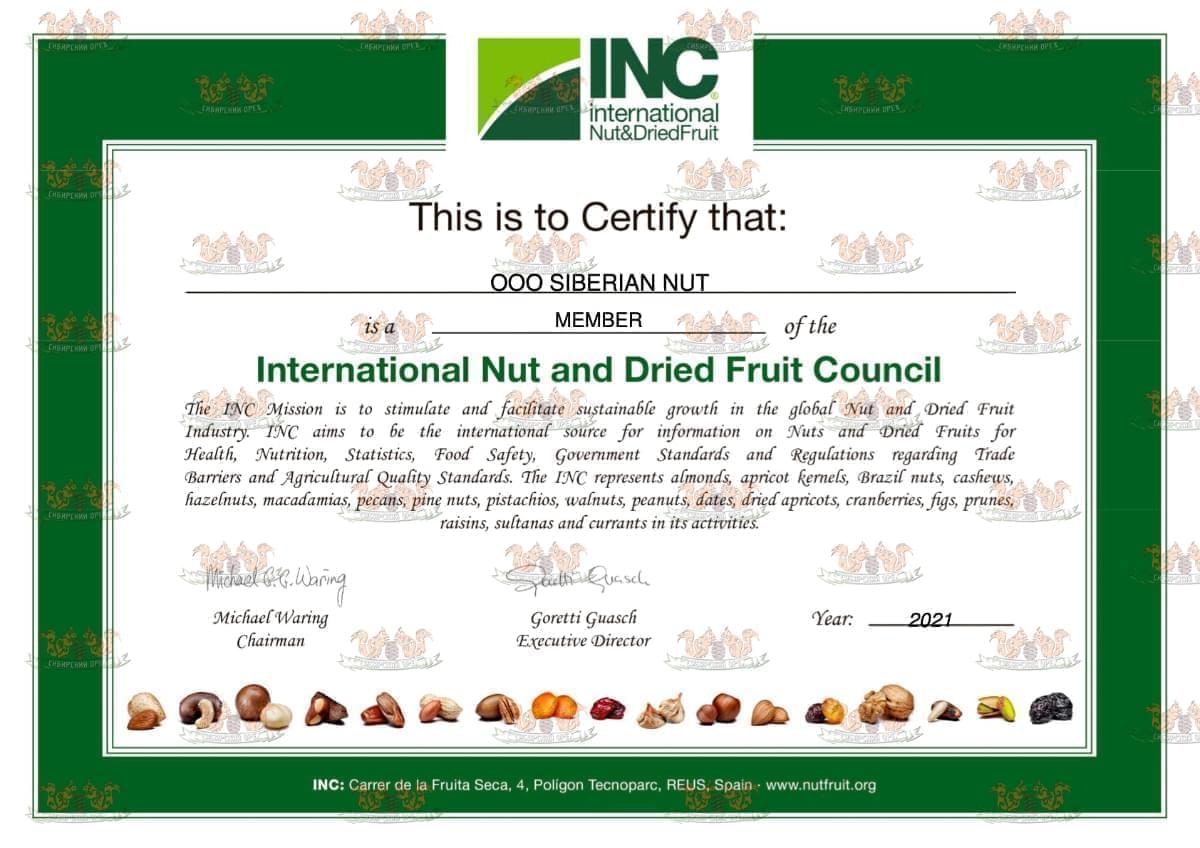 INC
international
Nut&DriedFruit
This is to Certify that:
OOO SIBERIAN NUT
is a MEMBER of the
International Nut and Dried Fruit Council
The INC Mission is to stimulate and facilitate sustainable growth in the global Nut and Dried Fruit
Industry. INC aims to be the international source for information on Nuts and Dried Fruits for
Health, Nutrition, Statistics, Food Safety, Government Standards and Regulations regarding Trade
Barriers and Agricultural Quality Standards. The INC represents almonds, apricot kernels, Brazil nuts, cashews,
hazelnuts, macadamias, pecans, pine nuts, pistachios, walnuts, peanuts, dates, dried apricots, cranberries, figs, prunes,
raisins, sultanas and currants in its activities.
Michael G.G. Waring Goretti Guasch
Michael Waring Goretti Guasch Year: 2021
Chairman Executive Director
INC: Carrer de la Fruita Seca, 4, Polígon Tecnoparc, REUS, Spain · www.nutfruit.org
СИБИРСКИЙ ОРЕХ